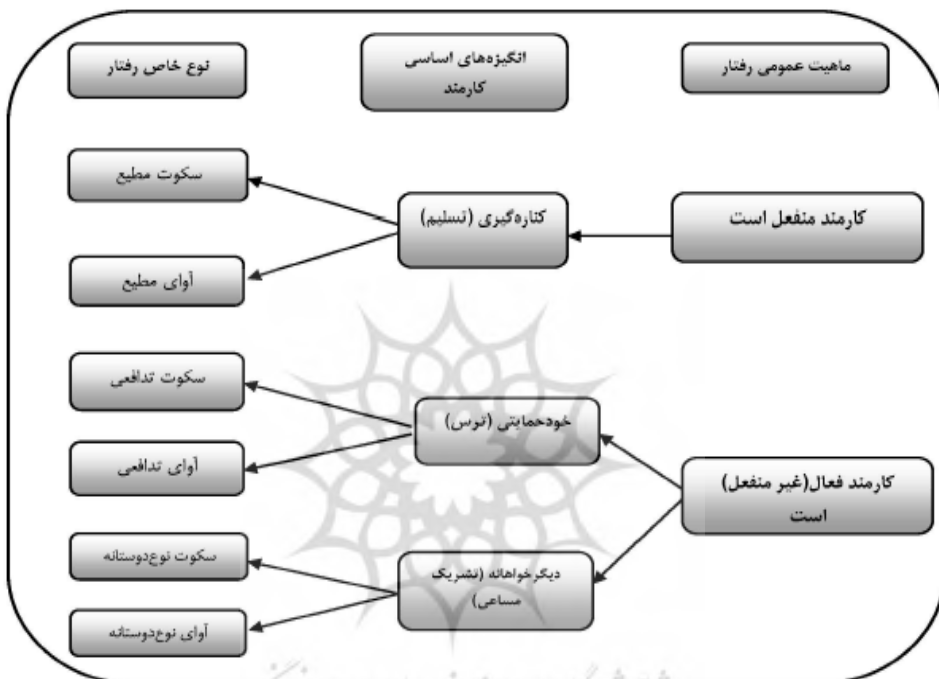 ماهیت عمومی رفتار
انگیزه‌های اساسی
کارمند
نوع خاص رفتار
کارمند منفعل است
کناره‌گیری (تسلیم)
سکوت مطیع
آوای مطیع
کارمند فعال(غیر منفعل)
است
خودحمایتی (ترس)
سکوت تدافعی
آوای تدافعی
دیگرخواهانه (تشریک
مساعی)
سکوت نوع‌دوستانه
آوای نوع‌دوستانه